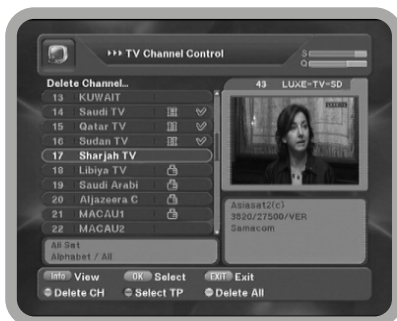 ▸▸▸ TV Channel Control
S
Q
Delete Channel...
13 KUWAIT
14 Saudi TV
15 Qatar TV
16 Sudan TV
17 Sharjah TV
18 Libiya TV
19 Saudi Arabi
20 Aljazeera C
21 MACAU1
22 MACAU2
43 LUXE-TV-SD
Asiasat2(c)
3820/27500/VER
Samacom
All Sat
Alphabet / All
Info View OK Select EXIT Exit
Delete CH Select TP Delete All